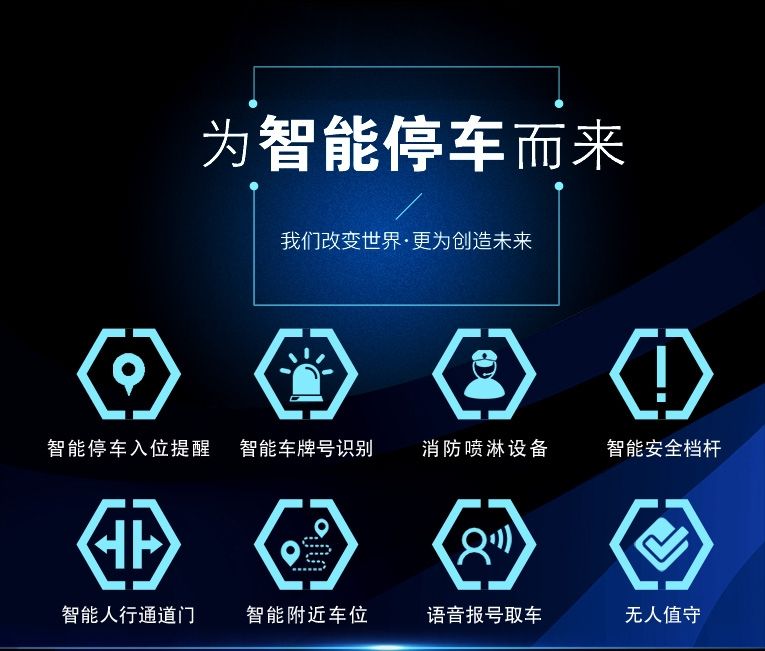 为智能停车而来
我们改变世界·更为创造未来
智能停车入位提醒
智能车牌号识别
消防喷淋设备
智能安全档杆
智能人行通道门
智能附近车位
语音报号取车
无人值守